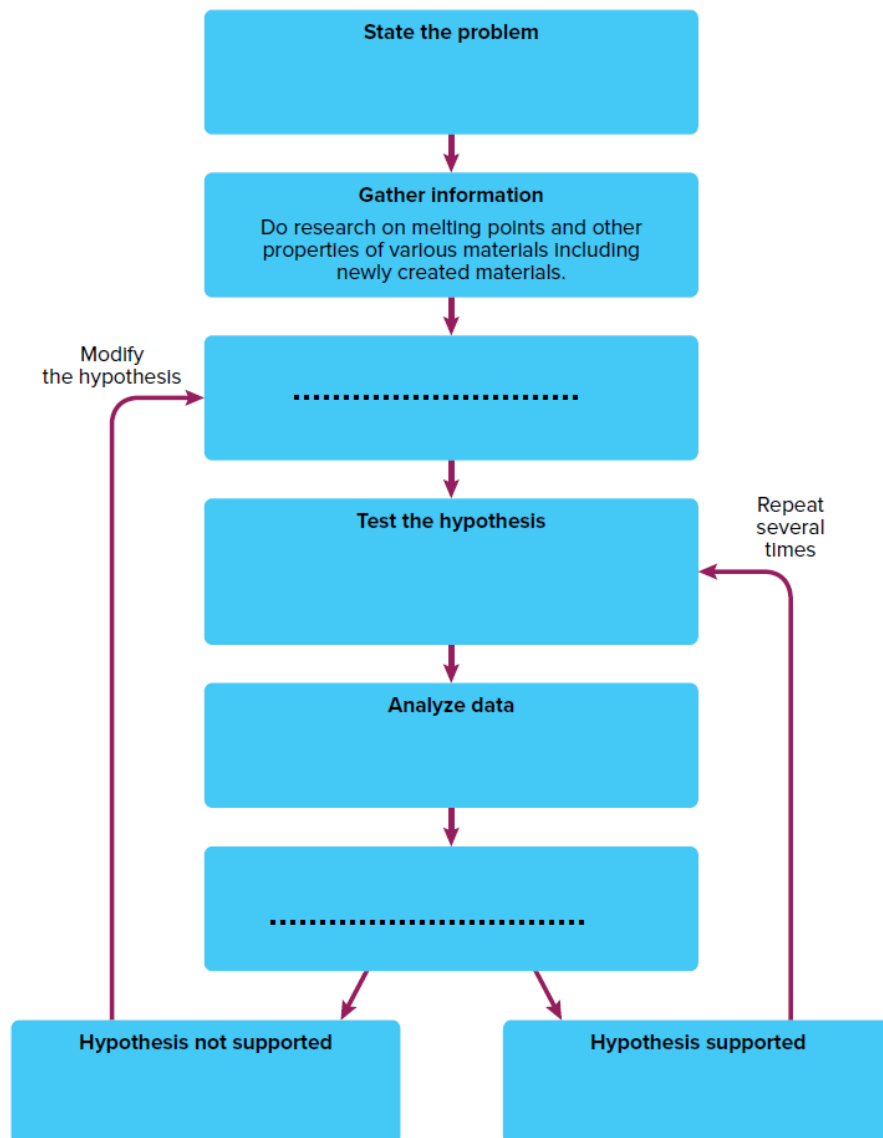 State the problem
Gather information
Do research on melting points and other
properties of various materials including
newly created materials.
Modify
the hypothesis
.............................
Test the hypothesis
Repeat
several
times
Analyze data
................................
Hypothesis not supported
Hypothesis supported